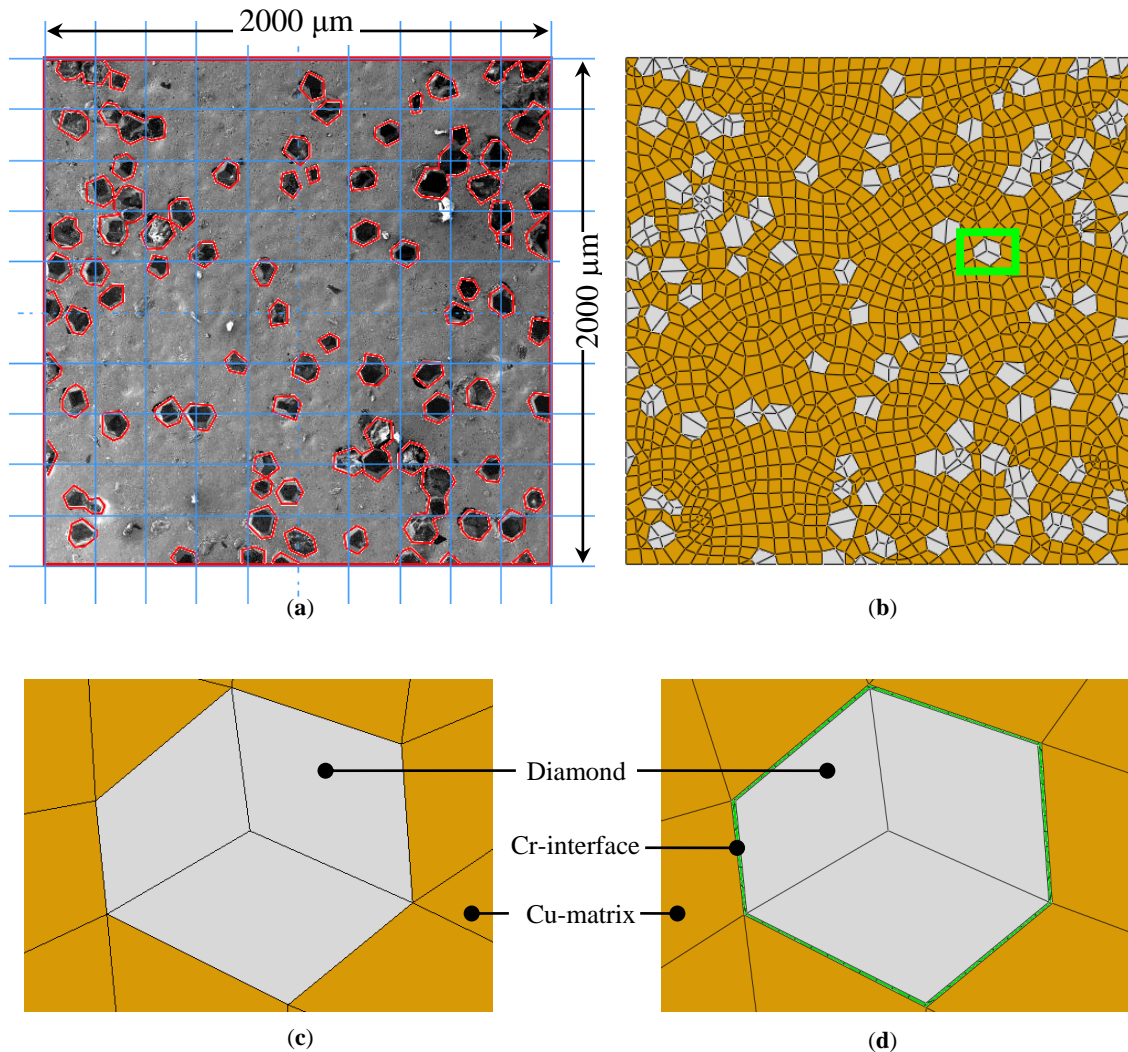 2000 μm
2000 μm
(a)
(b)
Diamond
Cr-interface
Cu-matrix
(c)
(d)